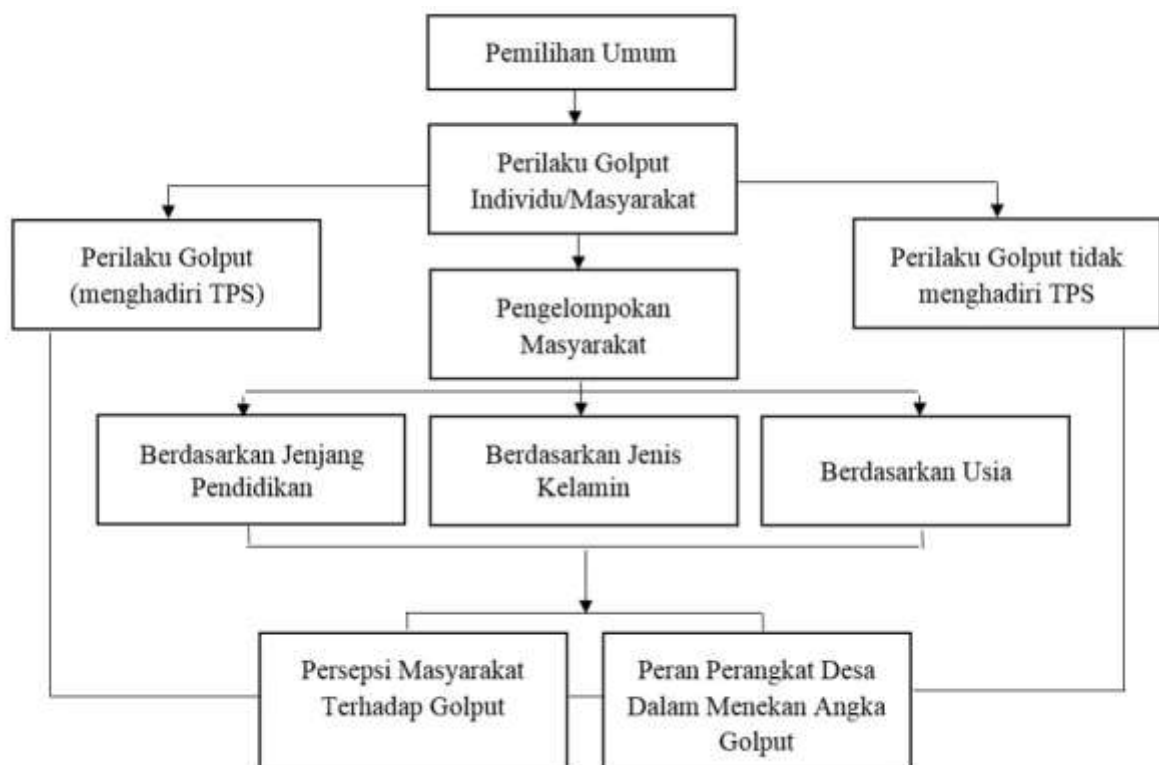 Pemilihan Umum
Perilaku Golput
Individu/Masyarakat
Perilaku Golput
(menghadiri TPS)
Perilaku Golput tidak
menghadiri TPS
Pengelompokan
Masyarakat
Berdasarkan Jenjang
Pendidikan
Berdasarkan Jenis
Kelamin
Berdasarkan Usia
Persepsi Masyarakat
Terhadap Golput
Peran Perangkat Desa
Dalam Menekan Angka
Golput